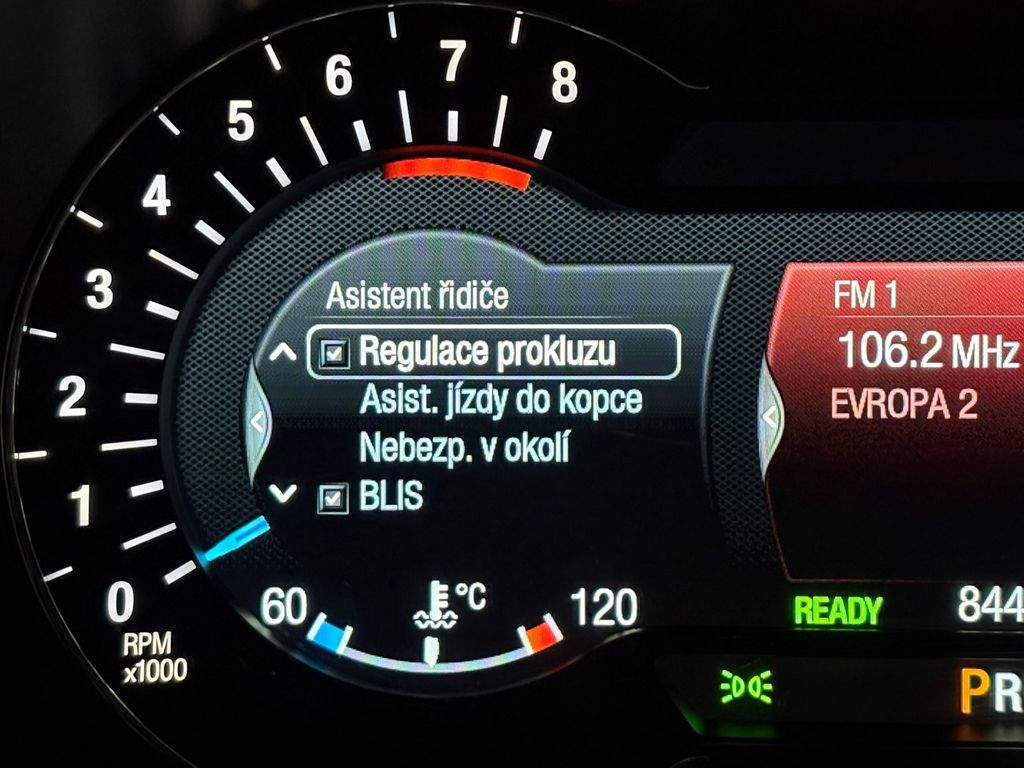 8
7
6
5
4
3
2
1
0
RPM
x1000
Asistent řidiče
Regulace prokluzu
Asist. jízdy do kopce
Nebezp. v okolí
BLIS
60
°C
120
FM 1
106.2 MHz
EVROPA 2
READY
844
PR